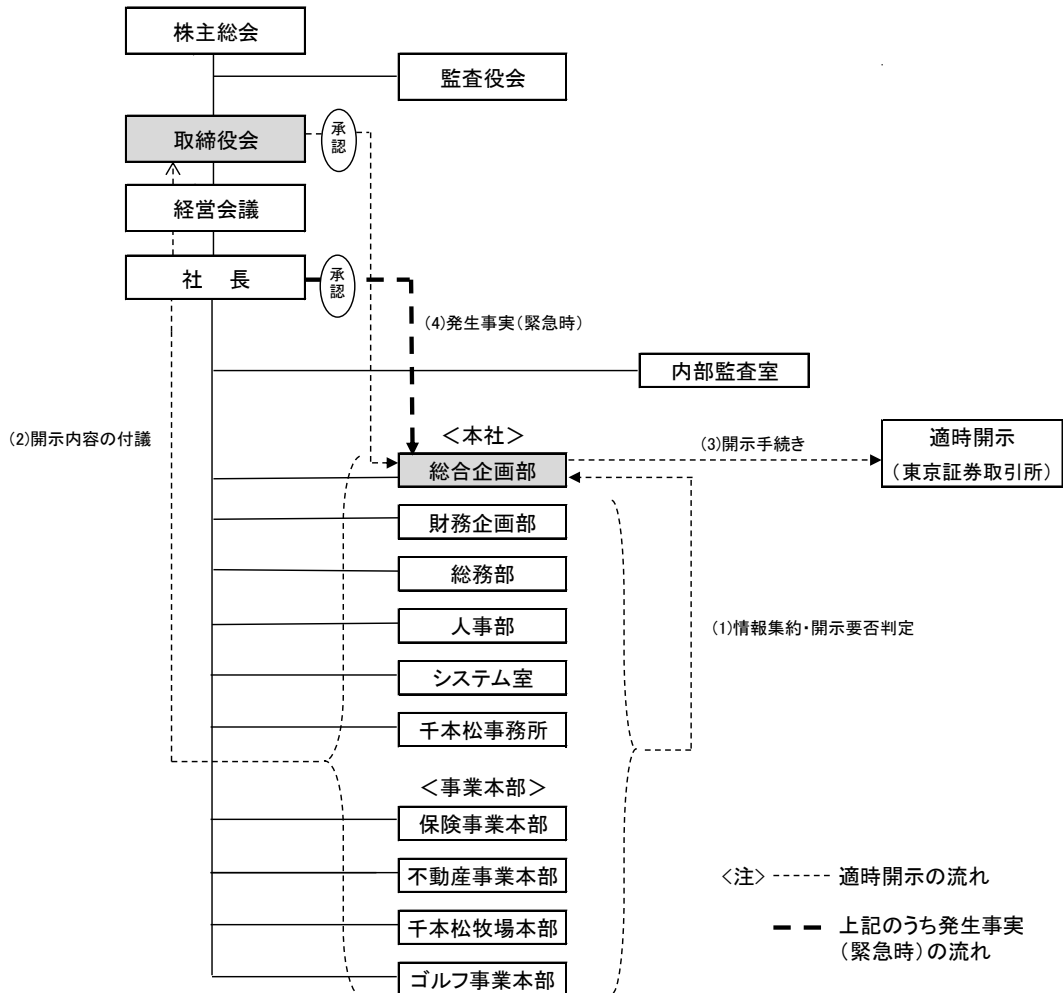 株主総会
監査役会
取締役会
承認
経営会議
社　長
承認
(4)発生事実(緊急時)
内部監査室
(2)開示内容の付議
＜本社＞
総合企画部
(3)開示手続き
適時開示
(東京証券取引所)
財務企画部
総務部
人事部
(1)情報集約・開示要否判定
システム室
千本松事務所
＜事業本部＞
保険事業本部
不動産事業本部
千本松牧場本部
ゴルフ事業本部
＜注＞ 適時開示の流れ
上記のうち発生事実
(緊急時)の流れ